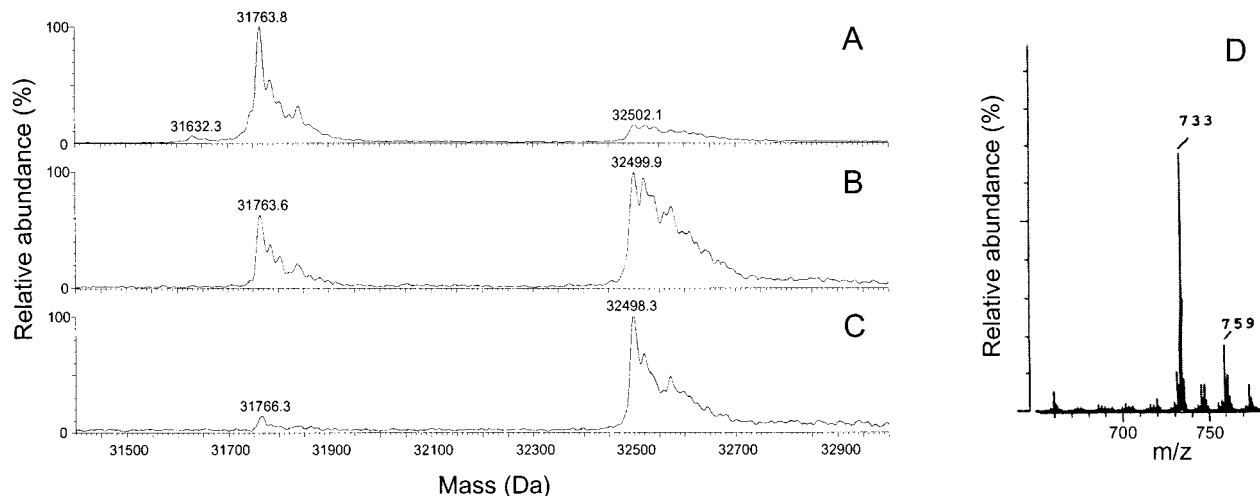 Relative abundance (%)
100
0
31632.3
31763.8
32502.1
A
100
0
31763.6
32499.9
B
100
0
31766.3
32498.3
C
31500 31700 31900 32100 32300 32500 32700 32900
Mass (Da)
Relative abundance (%)
D
733
759
700 750
m/z